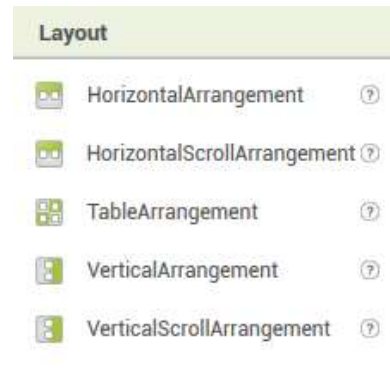 Layout
HorizontalArrangement ?
HorizontalScrollArrangement ?
TableArrangement ?
VerticalArrangement ?
VerticalScrollArrangement ?